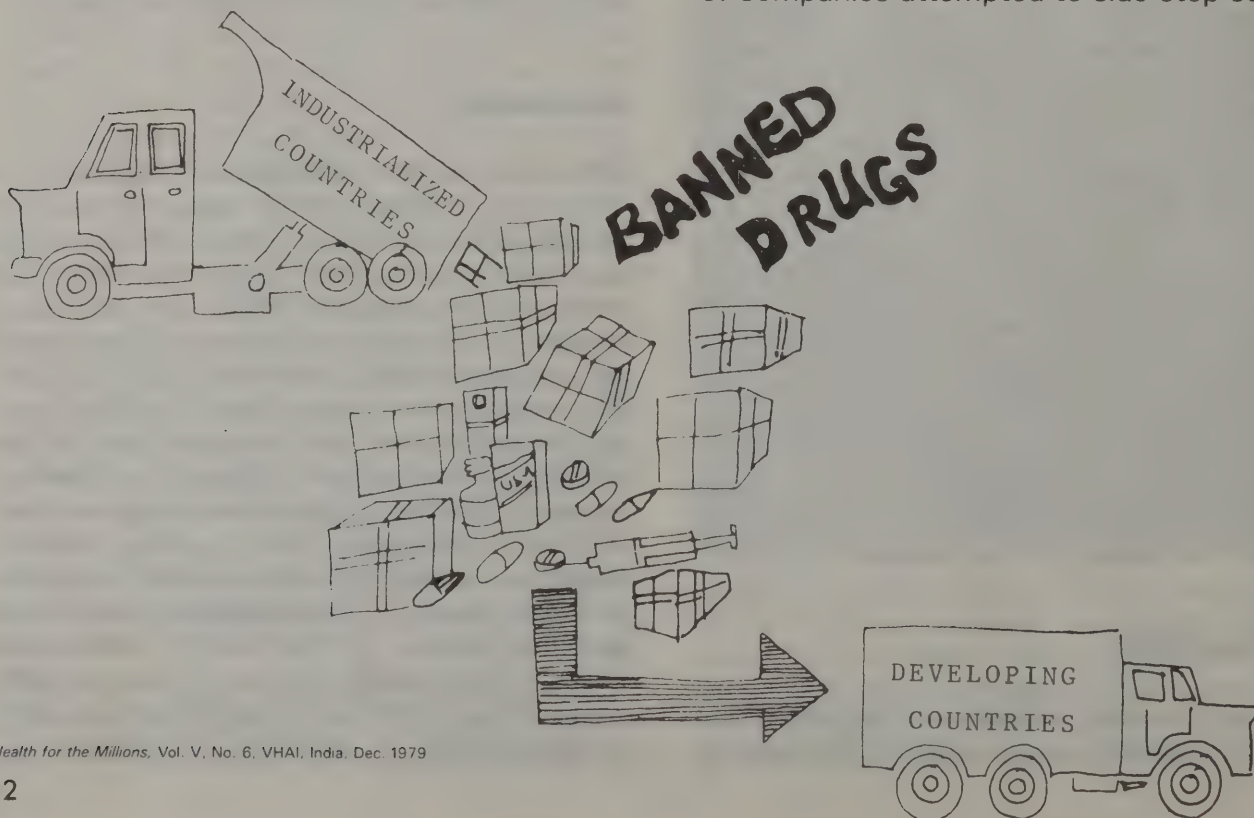 INDUSTRIALIZED
COUNTRIES
BANNED
DRUGS
DEVELOPING
COUNTRIES
Health for the Millions, Vol. V, No. 6, VHAI, India. Dec. 1979
2